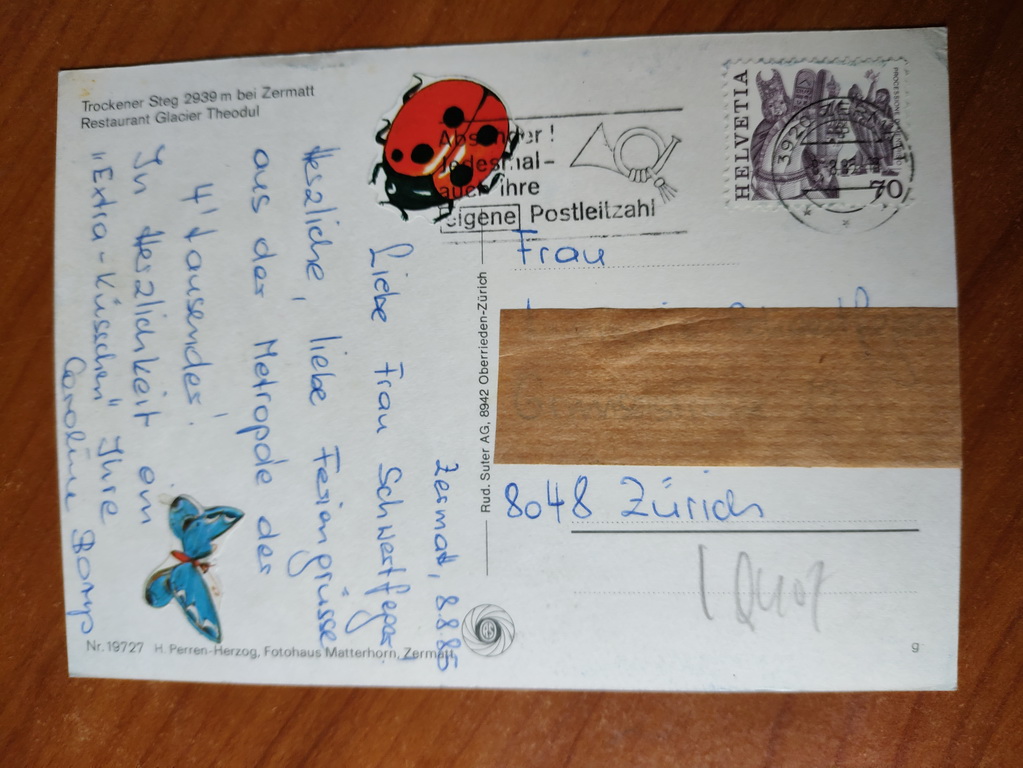 Trockener Steg 2939 m bei Zermatt
Restaurant Glacier Theodul
Zermatt, 8.8.85
Liebe Frau Schwertfeger,
Herzliche, liebe Feriengrüsse
aus der Metropole der
4'tausender!
In Herzlichkeit ein
"Extra-Küsschen" Ihre
Caroline
Nr. 19727 H. Perren-Herzog, Fotohaus Matterhorn, Zermatt
Rud. Suter AG, 8942 Oberrieden-Zürich
Absender!
Jedesmal-
auch ihre
eigene Postleitzahl
HELVETIA
70
3920 ZERMATT
Frau
8048 Zürich
g